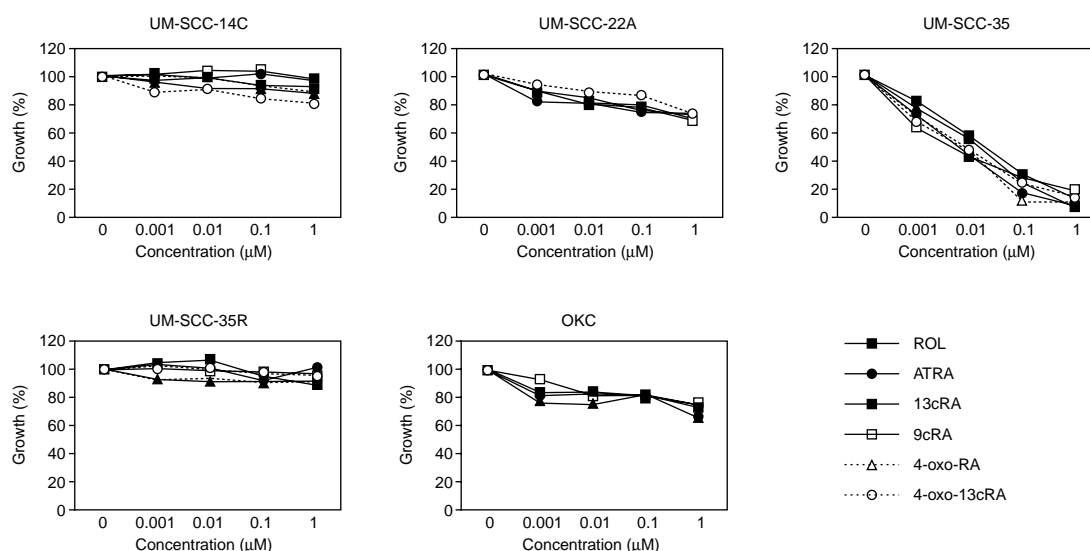 UM-SCC-14C
120
100
80
60
40
20
0
Growth (%)
0 0.001 0.01 0.1 1
Concentration (μM)
UM-SCC-22A
120
100
80
60
40
20
0
Growth (%)
0 0.001 0.01 0.1 1
Concentration (μM)
UM-SCC-35
120
100
80
60
40
20
0
Growth (%)
0 0.001 0.01 0.1 1
Concentration (μM)
UM-SCC-35R
120
100
80
60
40
20
0
Growth (%)
0 0.001 0.01 0.1 1
Concentration (μM)
OKC
120
100
80
60
40
20
0
Growth (%)
0 0.001 0.01 0.1 1
Concentration (μM)
ROL
ATRA
13cRA
9cRA
4-oxo-RA
4-oxo-13cRA